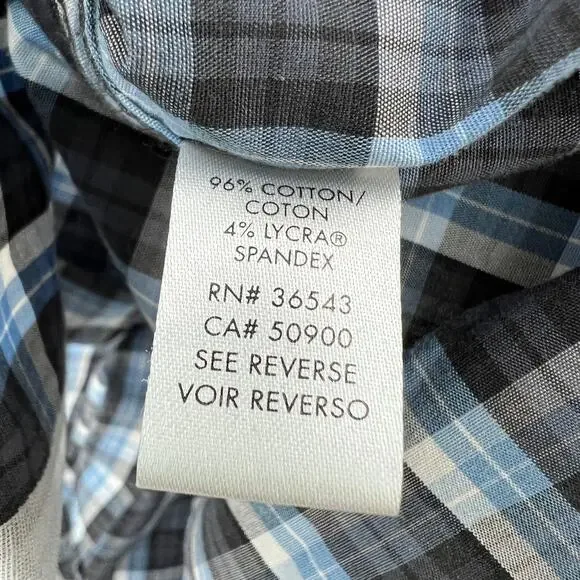 96% COTTON/
COTON
4% LYCRA®
SPANDEX
RN# 36543
CA# 50900
SEE REVERSE
VOIR REVERSO